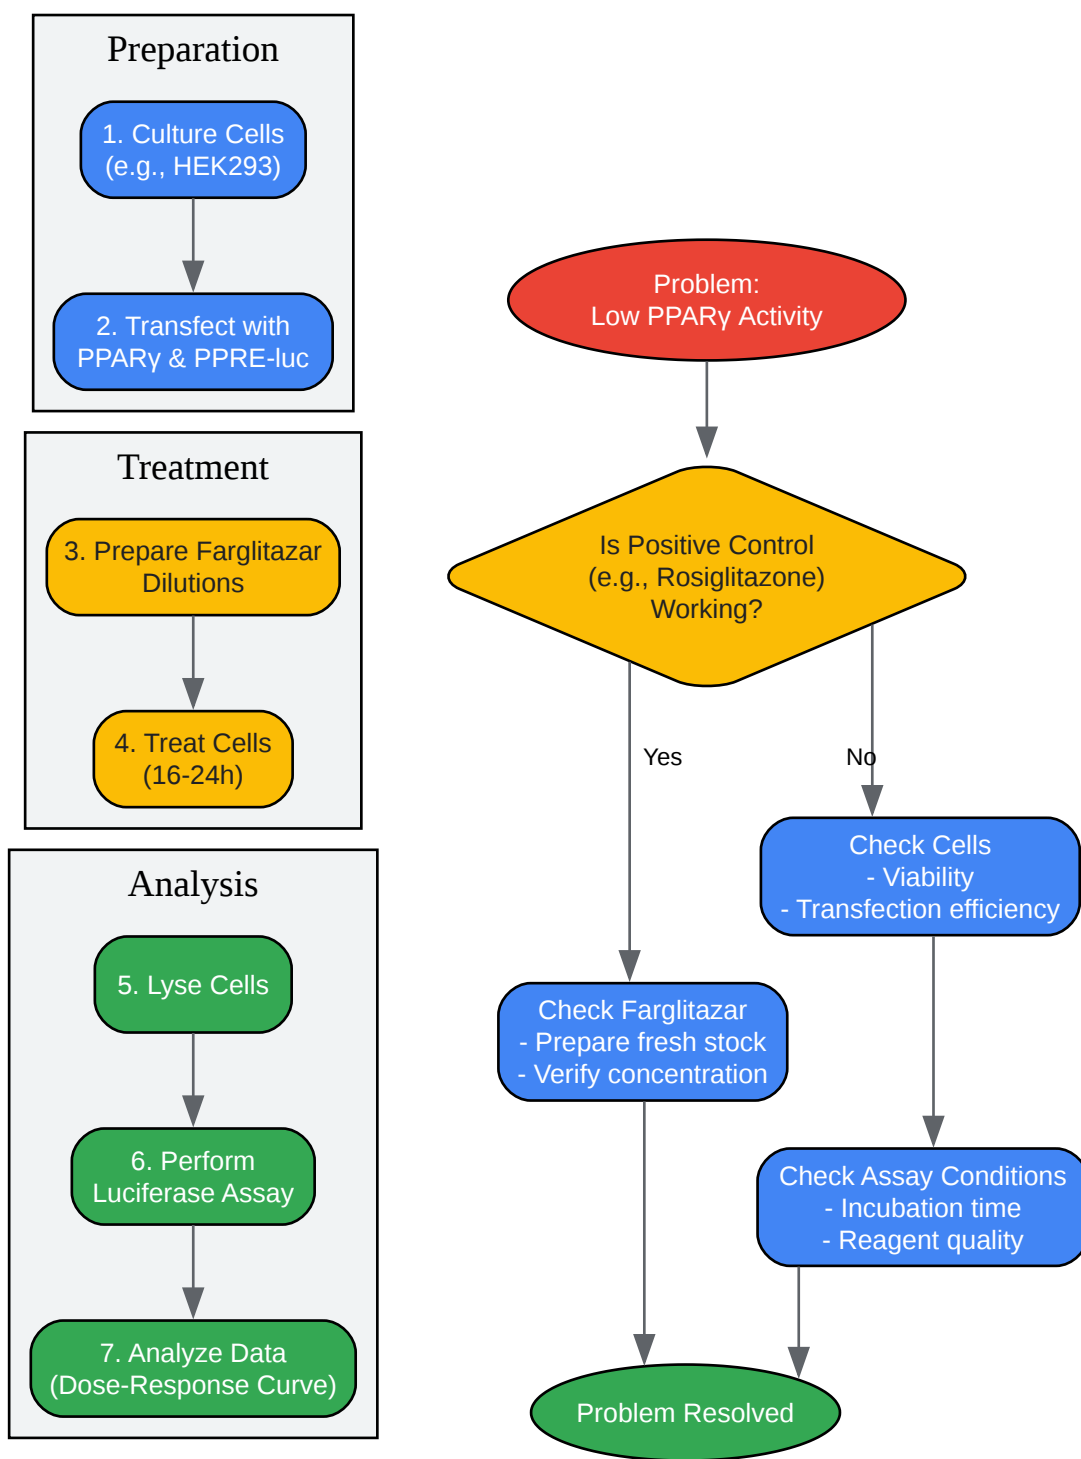 Preparation
1. Culture Cells
(e.g., HEK293)
2. Transfect with
PPARγ & PPRE-luc
Treatment
3. Prepare Farglitazar
Dilutions
4. Treat Cells
(16-24h)
Analysis
5. Lyse Cells
6. Perform
Luciferase Assay
7. Analyze Data
(Dose-Response Curve)
Problem:
Low PPARγ Activity
Is Positive Control
(e.g., Rosiglitazone)
Working?
Yes
No
Check Cells
- Viability
- Transfection efficiency
Check Farglitazar
- Prepare fresh stock
- Verify concentration
Check Assay Conditions
- Incubation time
- Reagent quality
Problem Resolved